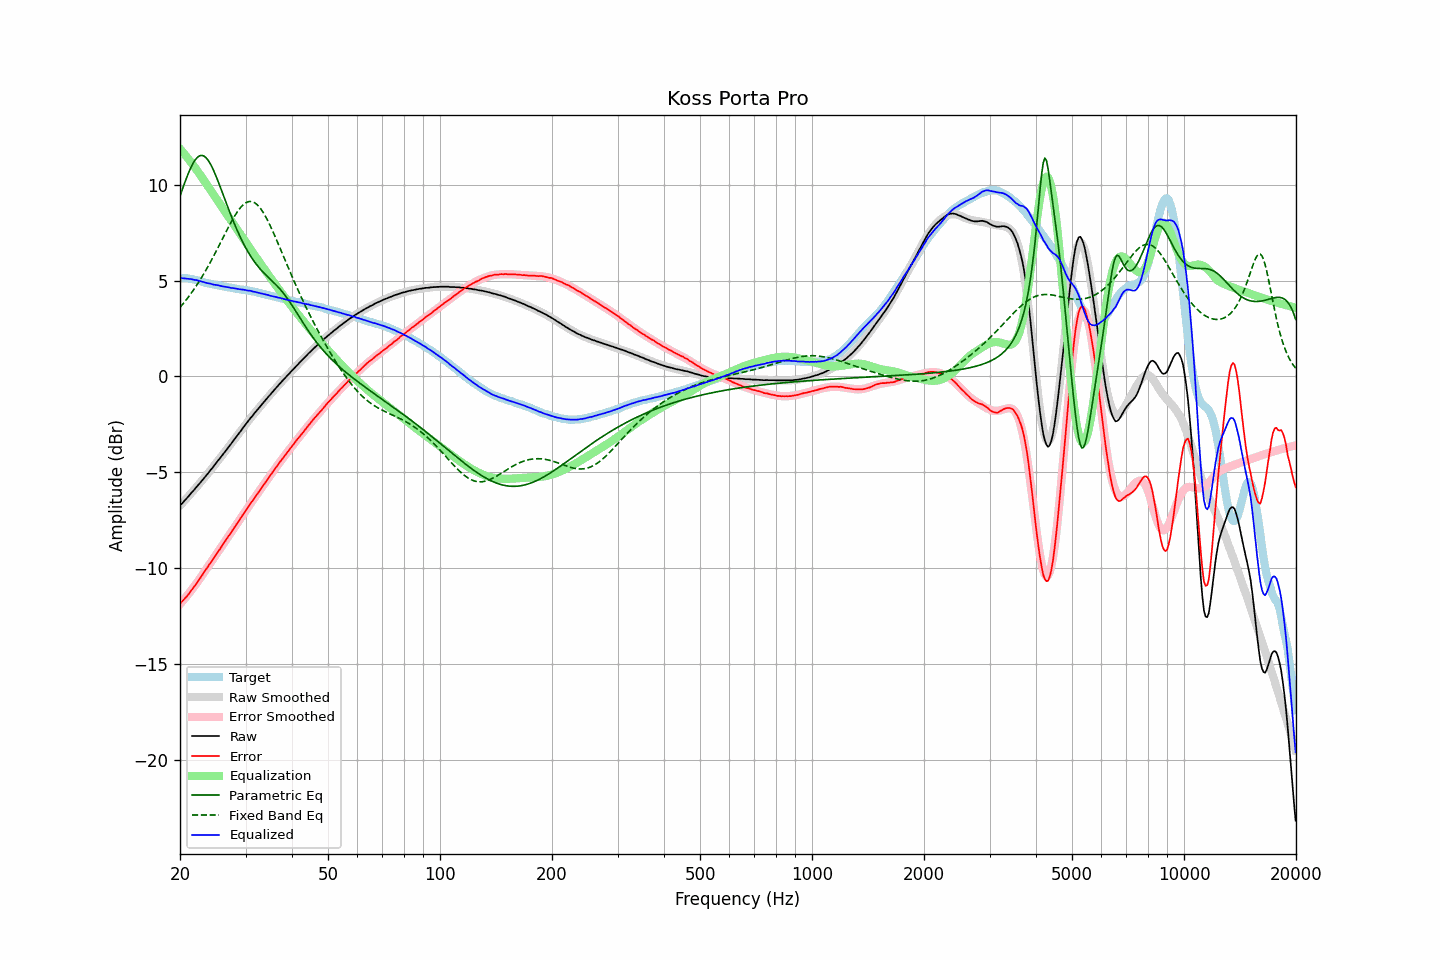 Koss Porta Pro
Amplitude (dBr)
10
5
0
−5
−10
−15
−20
Target
Raw Smoothed
Error Smoothed
Raw
Error
Equalization
Parametric Eq
Fixed Band Eq
Equalized
20 50 100 200 500 1000 2000 5000 10000 20000
Frequency (Hz)